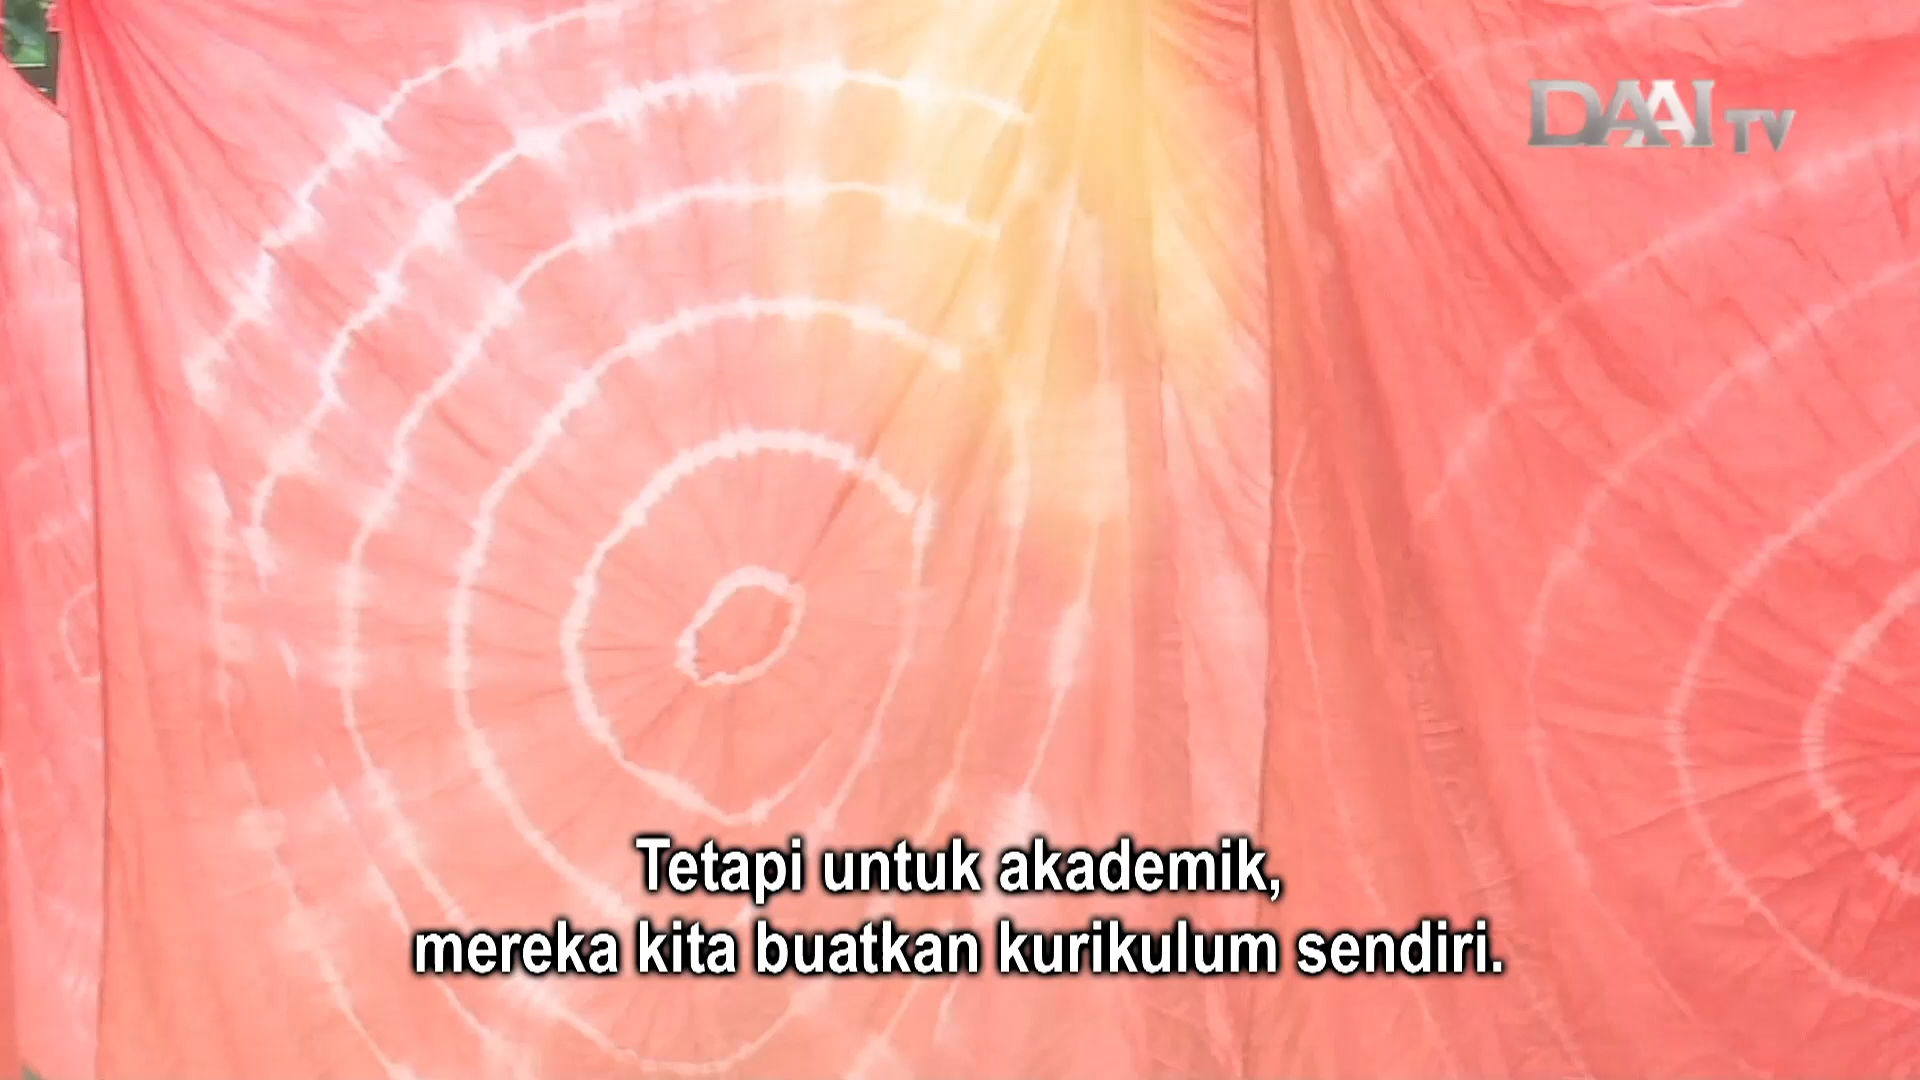 DAAI TV
Tetapi untuk akademik,
mereka kita buatkan kurikulum sendiri.